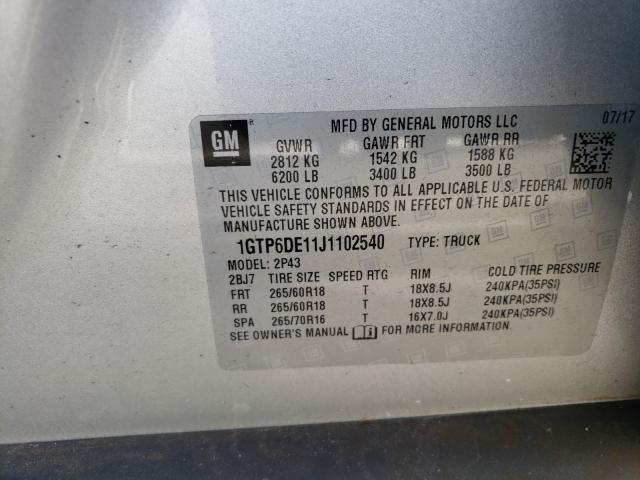 MFD BY GENERAL MOTORS LLC 07/17
GM GVWR GAWR FRT GAWR RR
2812 KG 1542 KG 1588 KG
6200 LB 3400 LB 3500 LB
THIS VEHICLE CONFORMS TO ALL APPLICABLE U.S. FEDERAL MOTOR
VEHICLE SAFETY STANDARDS IN EFFECT ON THE DATE OF
MANUFACTURE SHOWN ABOVE.
1GTP6DE11J1102540 TYPE: TRUCK
MODEL: 2P43
2BJ7 TIRE SIZE SPEED RTG RIM COLD TIRE PRESSURE
FRT 265/60R18 T 18X8.5J 240KPA(35PSI)
RR 265/60R18 T 18X8.5J 240KPA(35PSI)
SPA 265/70R16 T 16X7.0J 240KPA(35PSI)
SEE OWNER'S MANUAL FOR MORE INFORMATION.